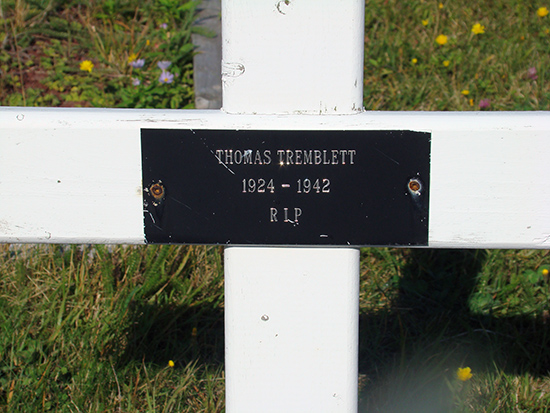 THOMAS TREMBLETT
1924 - 1942
R I P